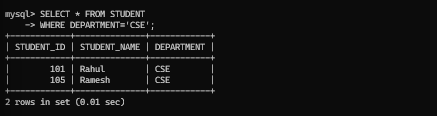 mysql> SELECT * FROM STUDENT
    -> WHERE DEPARTMENT='CSE';
+------------+--------------+------------+
| STUDENT_ID | STUDENT_NAME | DEPARTMENT |
+------------+--------------+------------+
|        101 | Rahul        | CSE        |
|        105 | Ramesh       | CSE        |
+------------+--------------+------------+
2 rows in set (0.01 sec)